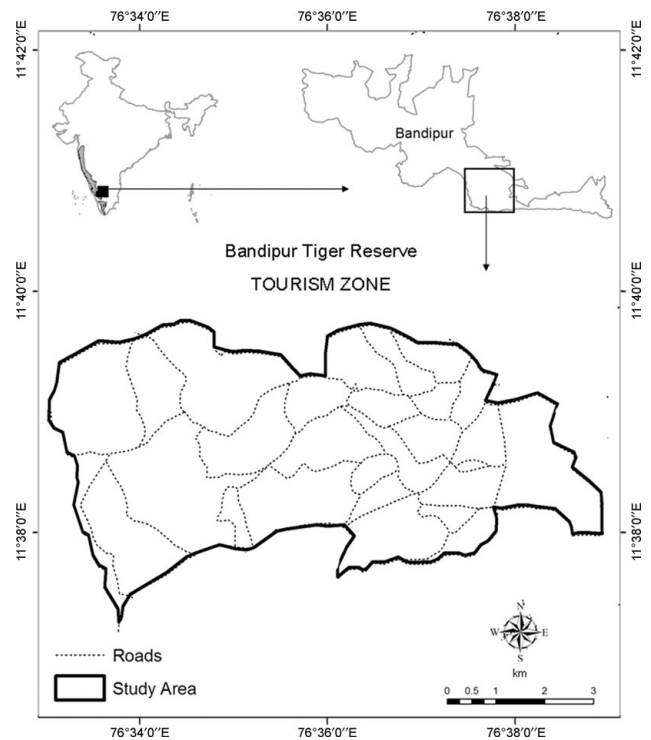 76°34'0"E 76°36'0"E 76°38'0"E
11°42'0"E
11°42'0"E
Bandipur
Bandipur Tiger Reserve
TOURISM ZONE
11°40'0"E
11°40'0"E
11°38'0"E
11°38'0"E
N
W E
S
km
0 0.5 1 2 3
Roads
Study Area
76°34'0"E 76°36'0"E 76°38'0"E